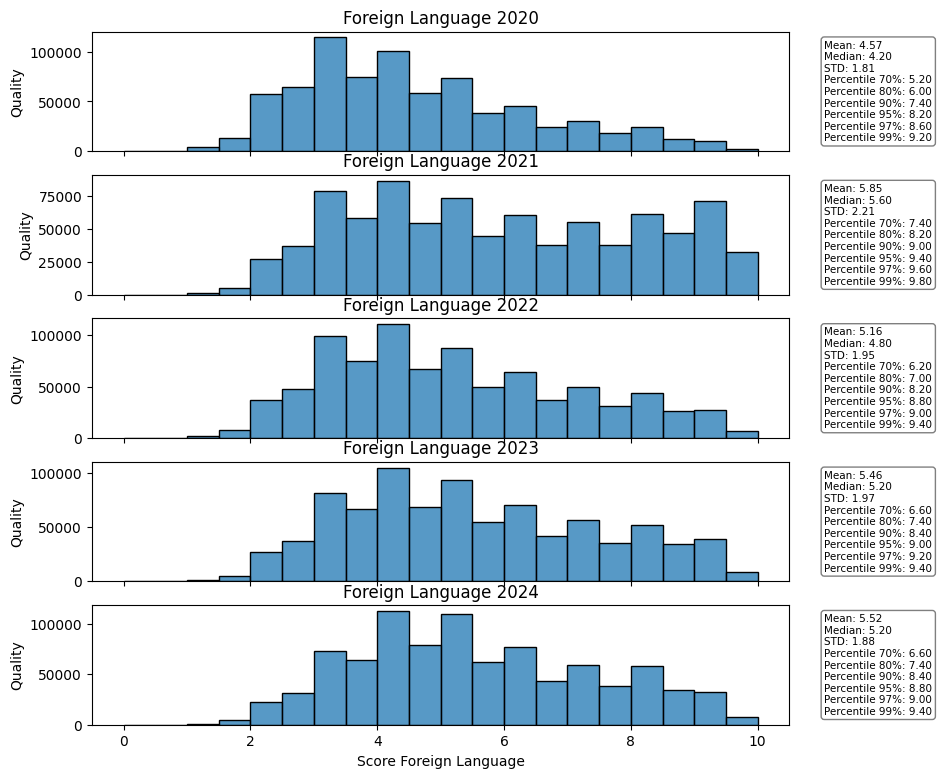 Foreign Language 2020
100000
50000
0
Quality
Mean: 4.57
Median: 4.20
STD: 1.81
Percentile 70%: 5.20
Percentile 80%: 6.00
Percentile 90%: 7.40
Percentile 95%: 8.20
Percentile 97%: 8.60
Percentile 99%: 9.20
Foreign Language 2021
75000
50000
25000
0
Quality
Mean: 5.85
Median: 5.60
STD: 2.21
Percentile 70%: 7.40
Percentile 80%: 8.20
Percentile 90%: 9.00
Percentile 95%: 9.40
Percentile 97%: 9.60
Percentile 99%: 9.80
Foreign Language 2022
100000
50000
0
Quality
Mean: 5.16
Median: 4.80
STD: 1.95
Percentile 70%: 6.20
Percentile 80%: 7.00
Percentile 90%: 8.20
Percentile 95%: 8.80
Percentile 97%: 9.00
Percentile 99%: 9.40
Foreign Language 2023
100000
50000
0
Quality
Mean: 5.46
Median: 5.20
STD: 1.97
Percentile 70%: 6.60
Percentile 80%: 7.40
Percentile 90%: 8.40
Percentile 95%: 9.00
Percentile 97%: 9.20
Percentile 99%: 9.40
Foreign Language 2024
100000
50000
0
Quality
Mean: 5.52
Median: 5.20
STD: 1.88
Percentile 70%: 6.60
Percentile 80%: 7.40
Percentile 90%: 8.40
Percentile 95%: 8.80
Percentile 97%: 9.00
Percentile 99%: 9.40
0 2 4 6 8 10
Score Foreign Language